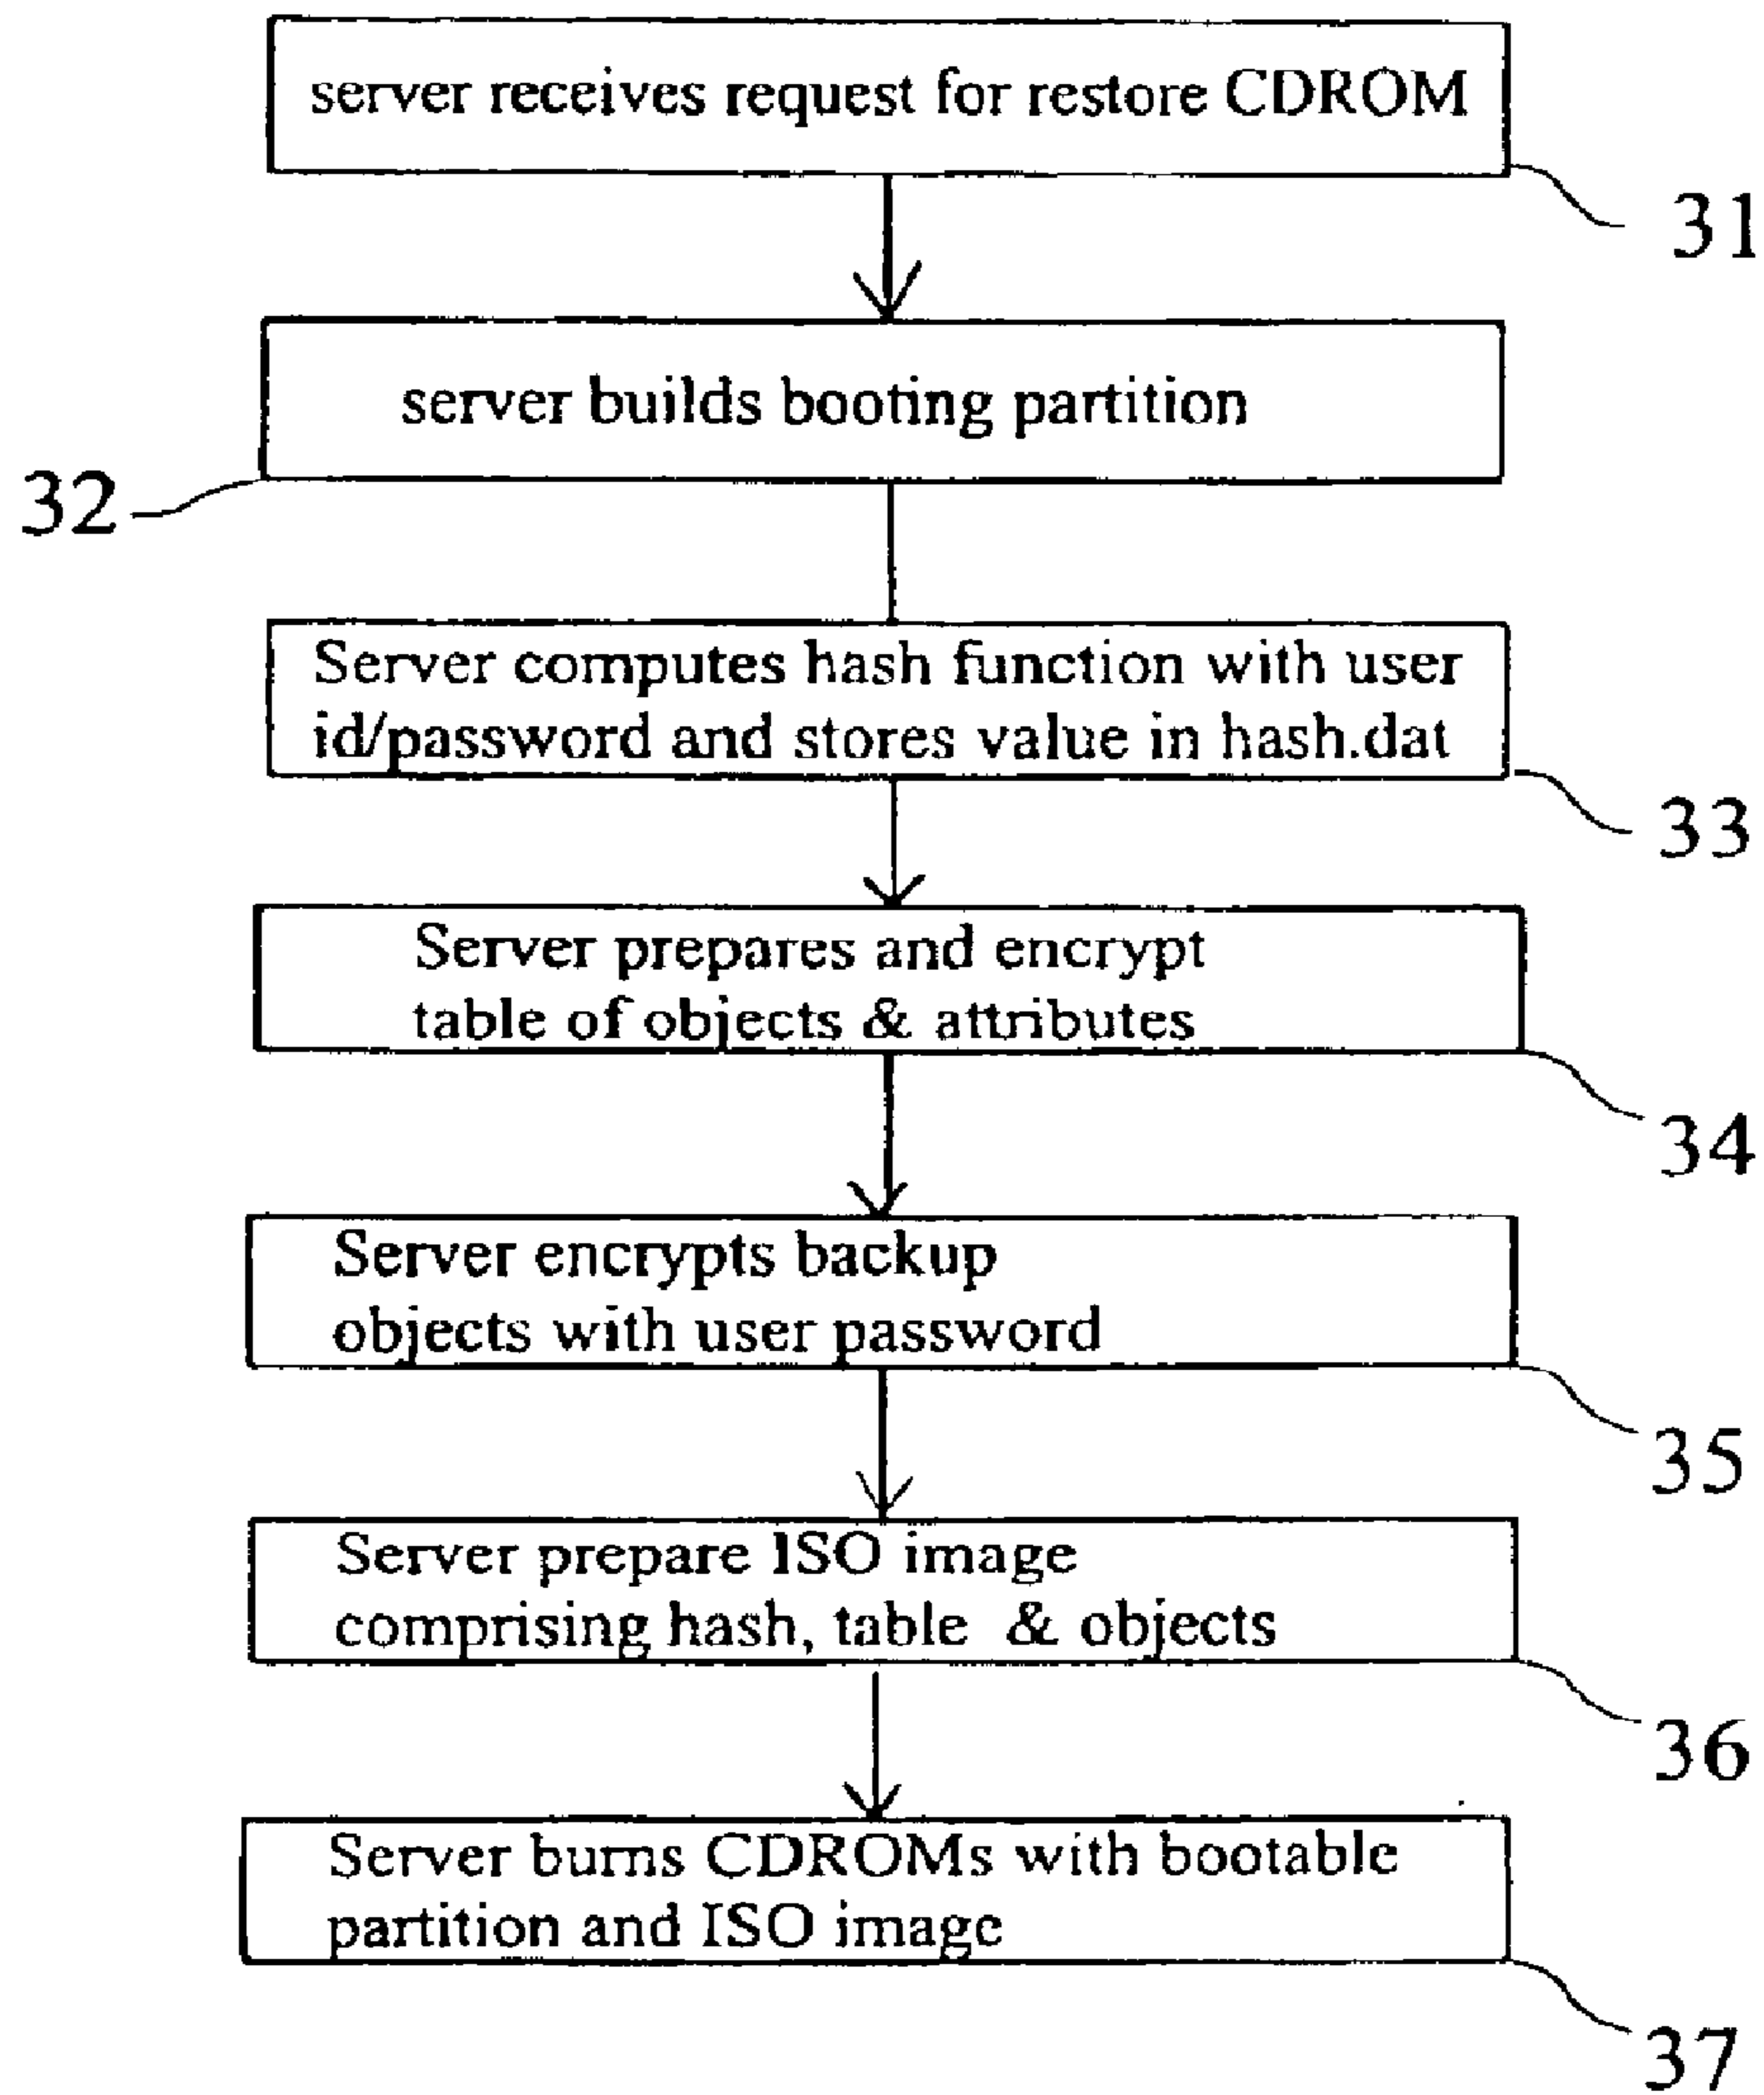 server receives request for restore CDROM
31
server builds booting partition
32
Server computes hash function with user
id/password and stores value in hash.dat
33
Server prepares and encrypt
table of objects & attributes
34
Server encrypts backup
objects with user password
35
Server prepare ISO image
comprising hash, table & objects
36
Server burns CDROMs with bootable
partition and ISO image
37